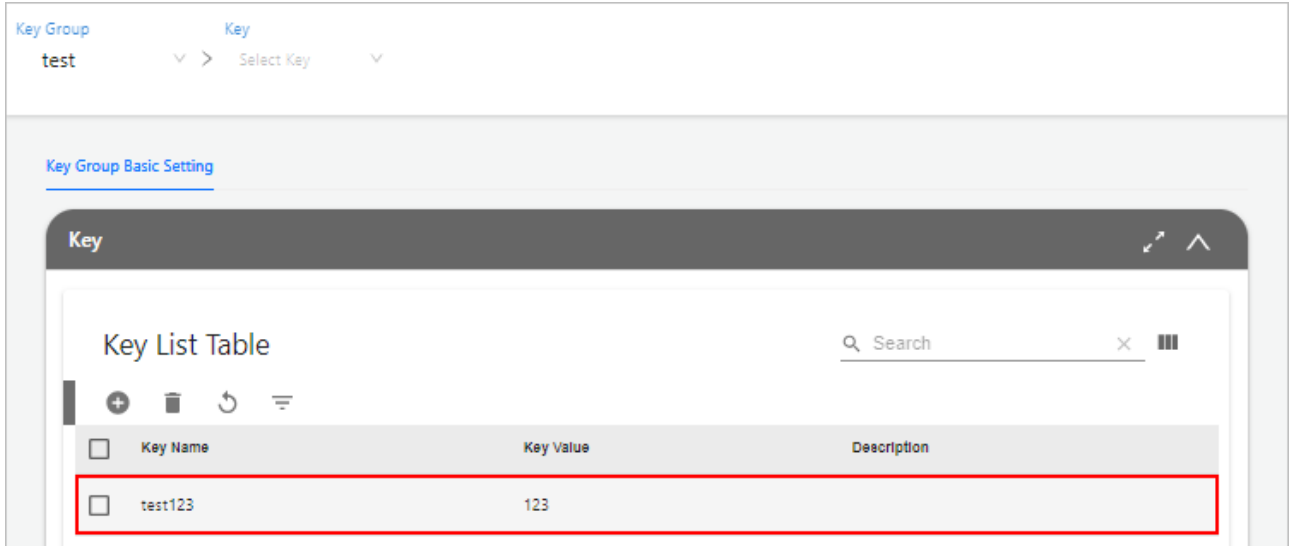 Key Group Key
test > Select Key
Key Group Basic Setting
Key
Key List Table Search
Key Name Key Value Description
test123 123